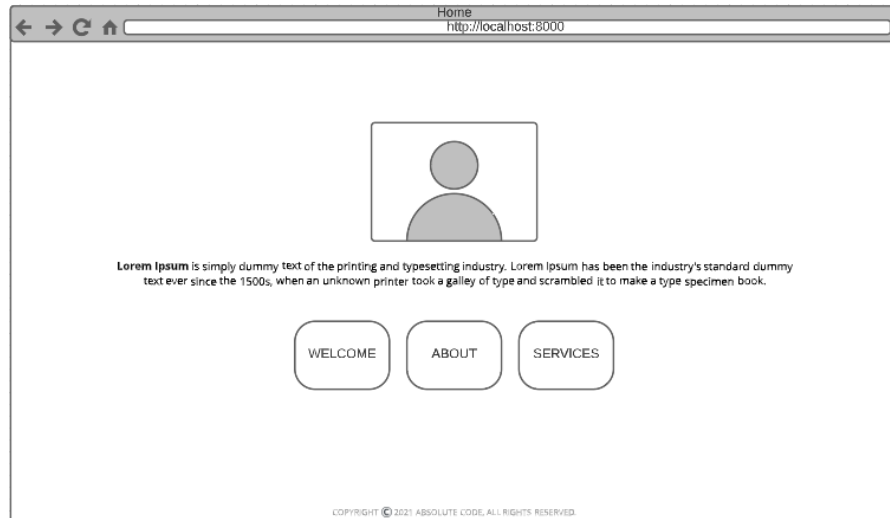 Home
http://localhost:8000
Lorem Ipsum is simply dummy text of the printing and typesetting industry. Lorem Ipsum has been the industry's standard dummy
text ever since the 1500s, when an unknown printer took a galley of type and scrambled it to make a type specimen book.
WELCOME ABOUT SERVICES
COPYRIGHT © 2021 ABSOLUTE CODE, ALL RIGHTS RESERVED.